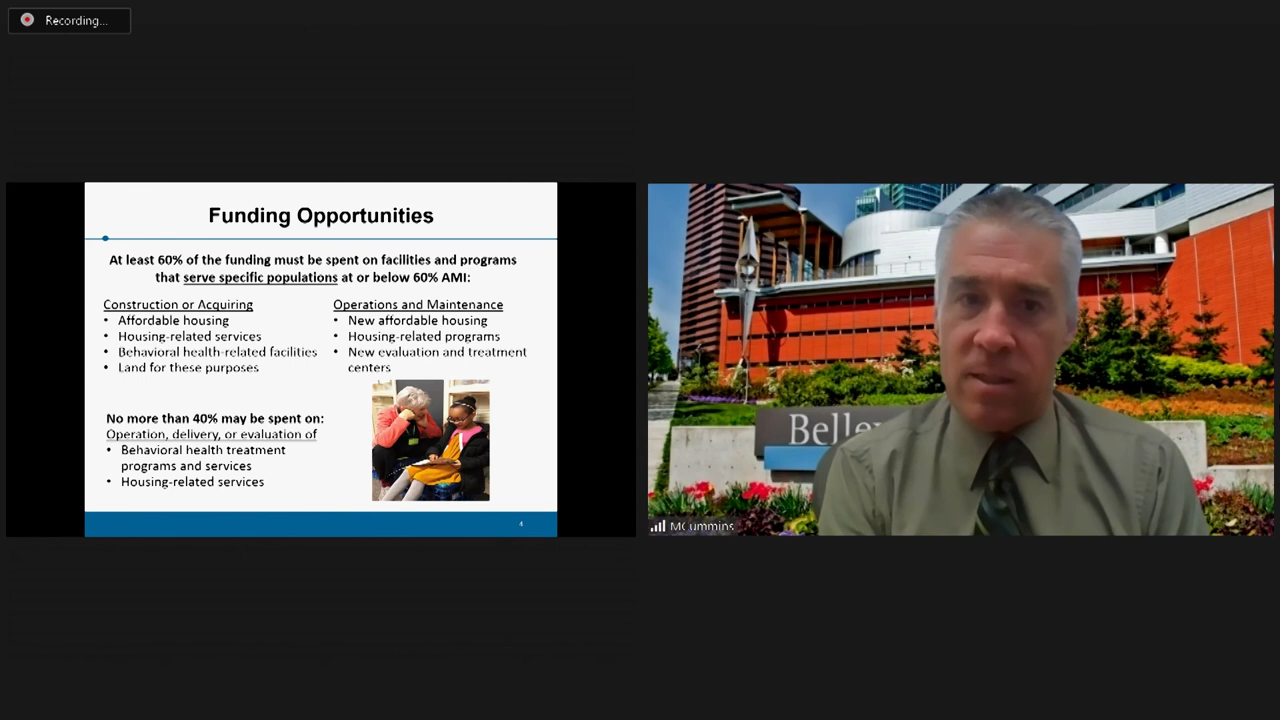 Recording...
Funding Opportunities
At least 60% of the funding must be spent on facilities and programs
that serve specific populations at or below 60% AMI:
Construction or Acquiring
• Affordable housing
• Housing-related services
• Behavioral health-related facilities
• Land for these purposes
Operations and Maintenance
• New affordable housing
• Housing-related programs
• New evaluation and treatment
centers
No more than 40% may be spent on:
Operation, delivery, or evaluation of
• Behavioral health treatment
programs and services
• Housing-related services
4
Bellev
MCummins